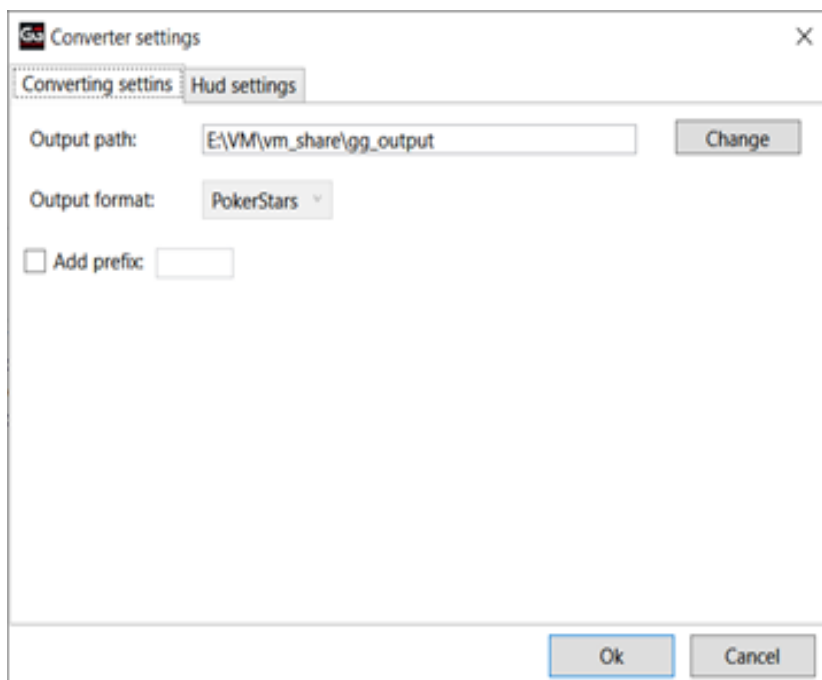 GG Converter settings
Converting settins Hud settings
Output path: E:\VM\vm_share\gg_output Change
Output format: PokerStars
Add prefix:
Ok Cancel